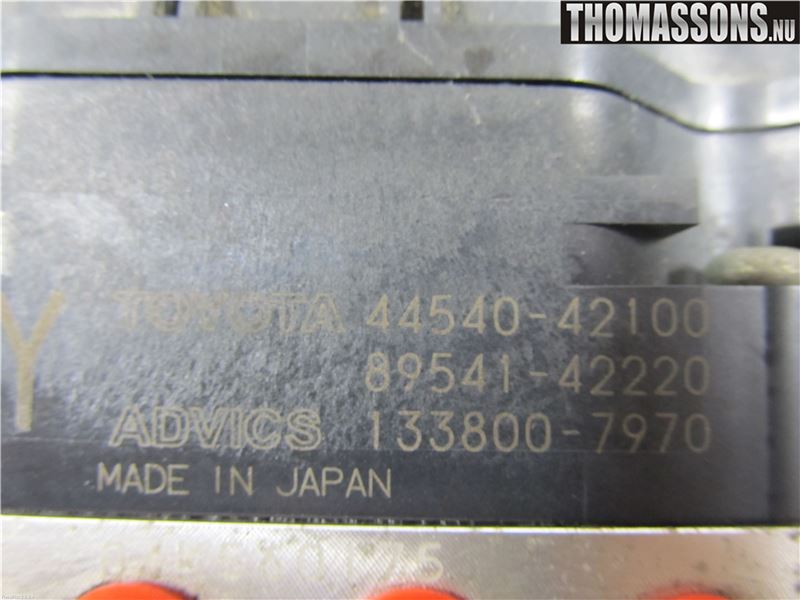 THOMASSONS.NU
Y
TOYOTA 44540-42100
89541-42220
ADVICS 133800-7970
MADE IN JAPAN